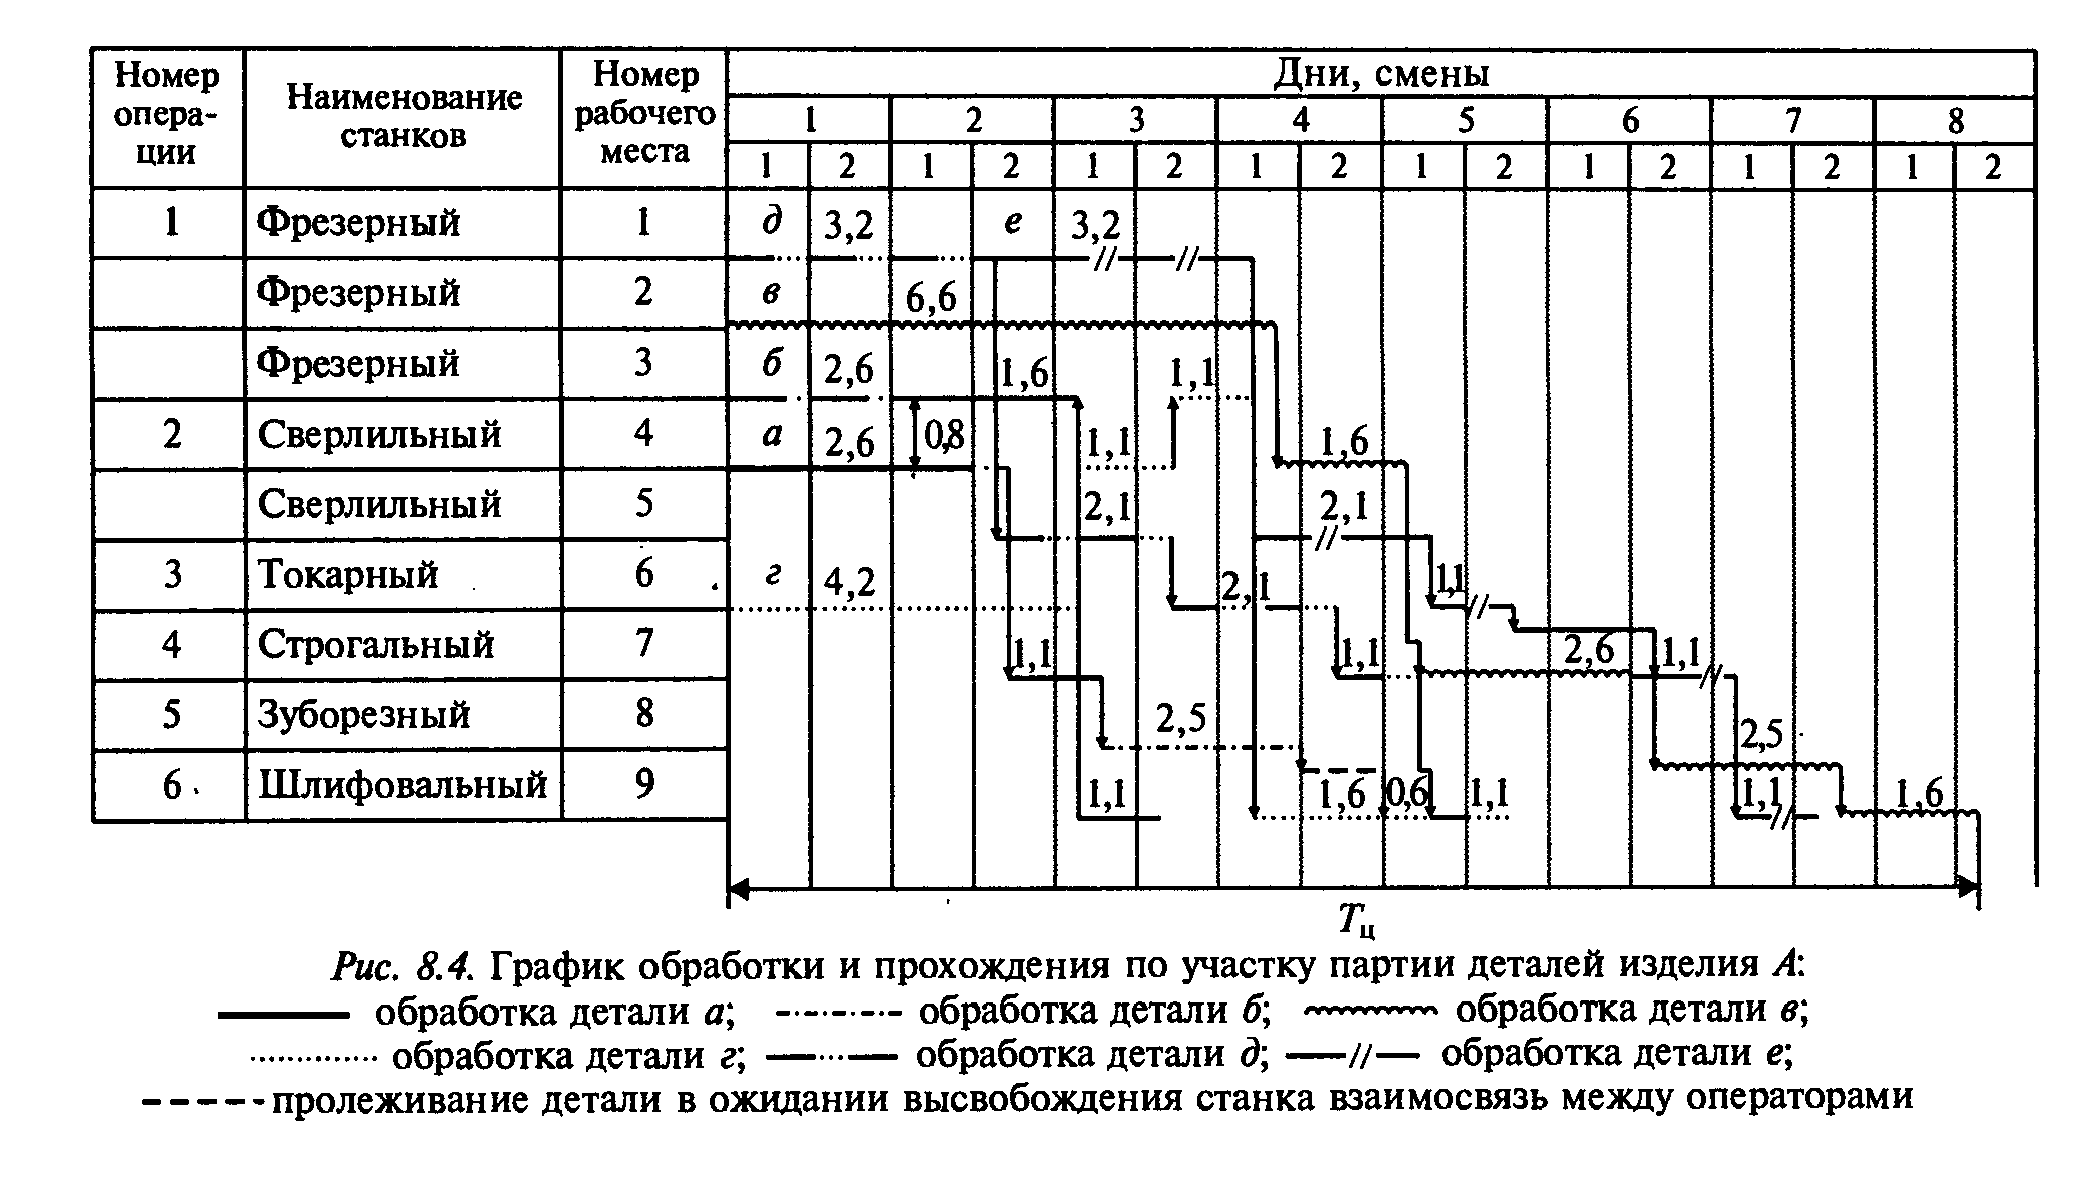 Номер опера-ции Наименование станков Номер рабочего места Дни, смены
1 2 3 4 5 6 7 8
1 2 1 2 1 2 1 2 1 2 1 2 1 2 1 2
1 Фрезерный 1 д 3,2 е 3,2
Фрезерный 2 в 6,6
Фрезерный 3 б 2,6 1,6 1,1
2 Сверлильный 4 а 2,6 0,8 1,1 1,6
Сверлильный 5 2,1 2,1
3 Токарный 6 г 4,2 2,1 1,1
4 Строгальный 7 1,1 1,1 2,6 1,1
5 Зуборезный 8 2,5 2,5
6 Шлифовальный 9 1,1 1,6 0,6 1,1 1,1 1,6
Тц
Рис. 8.4. График обработки и прохождения по участку партии деталей изделия А:
обработка детали а; обработка детали б; обработка детали в;
обработка детали г; обработка детали д; обработка детали е;
пролеживание детали в ожидании высвобождения станка взаимосвязь между операторами